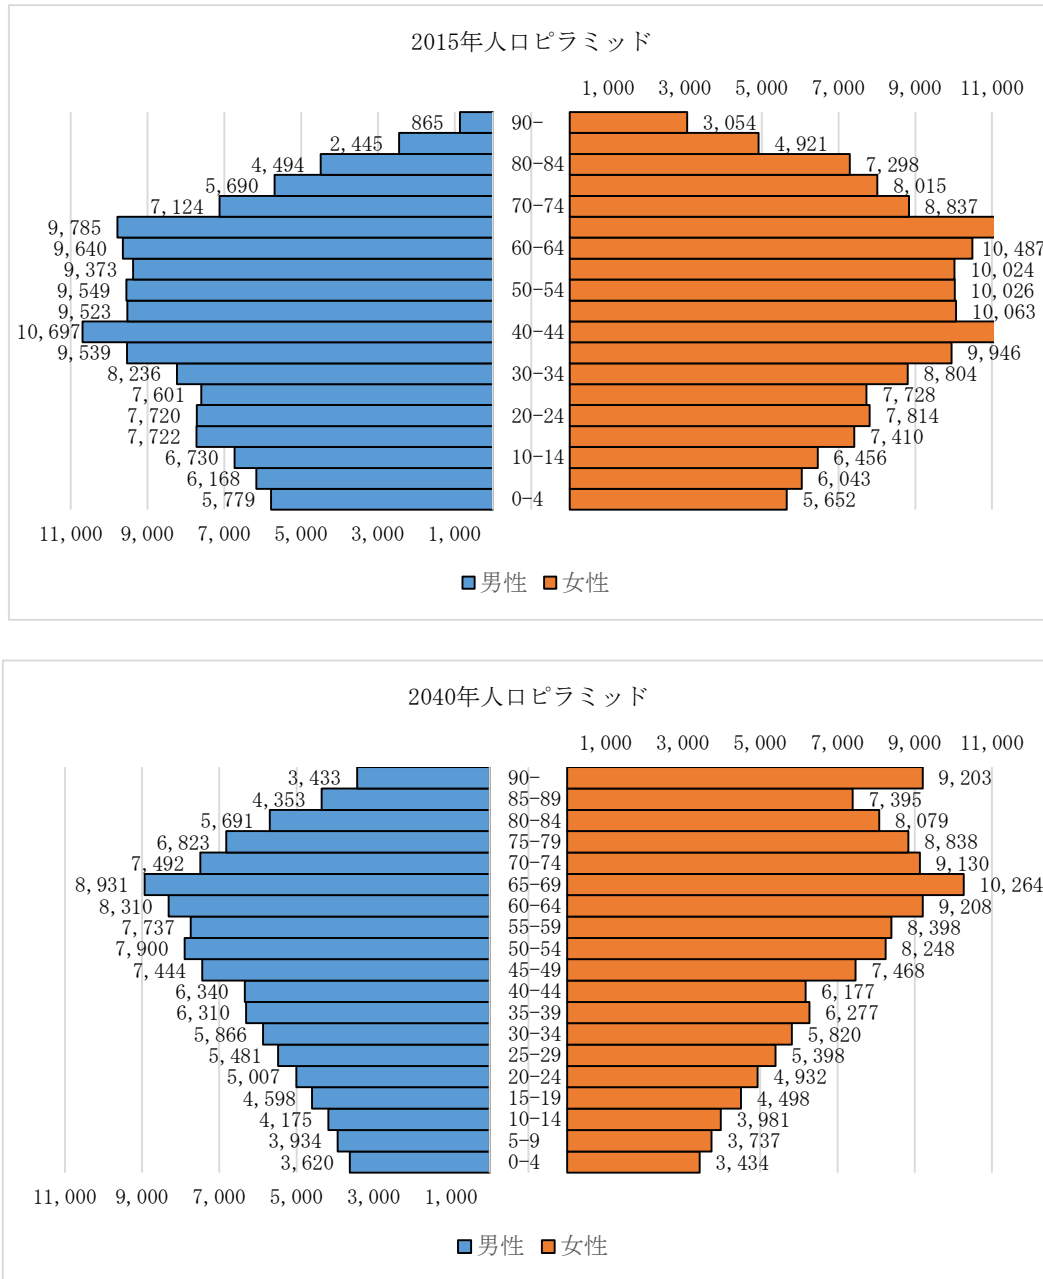 2015年人口ピラミッド
1,000 3,000 5,000 7,000 9,000 11,000
865 90- 3,054
2,445 4,921
4,494 80-84 7,298
5,690 8,015
7,124 70-74 8,837
9,785
9,640 60-64 10,487
9,373 10,024
9,549 50-54 10,026
9,523 10,063
10,697 40-44
9,539 9,946
8,236 30-34 8,804
7,601 7,728
7,720 20-24 7,814
7,722 7,410
6,730 10-14 6,456
6,168 6,043
5,779 0-4 5,652
11,000 9,000 7,000 5,000 3,000 1,000
男性 女性
2040年人口ピラミッド
1,000 3,000 5,000 7,000 9,000 11,000
3,433 90- 9,203
4,353 85-89 7,395
5,691 80-84 8,079
6,823 75-79 8,838
7,492 70-74 9,130
8,931 65-69 10,264
8,310 60-64 9,208
7,737 55-59 8,398
7,900 50-54 8,248
7,444 45-49 7,468
6,340 40-44 6,177
6,310 35-39 6,277
5,866 30-34 5,820
5,481 25-29 5,398
5,007 20-24 4,932
4,598 15-19 4,498
4,175 10-14 3,981
3,934 5-9 3,737
3,620 0-4 3,434
11,000 9,000 7,000 5,000 3,000 1,000
男性 女性